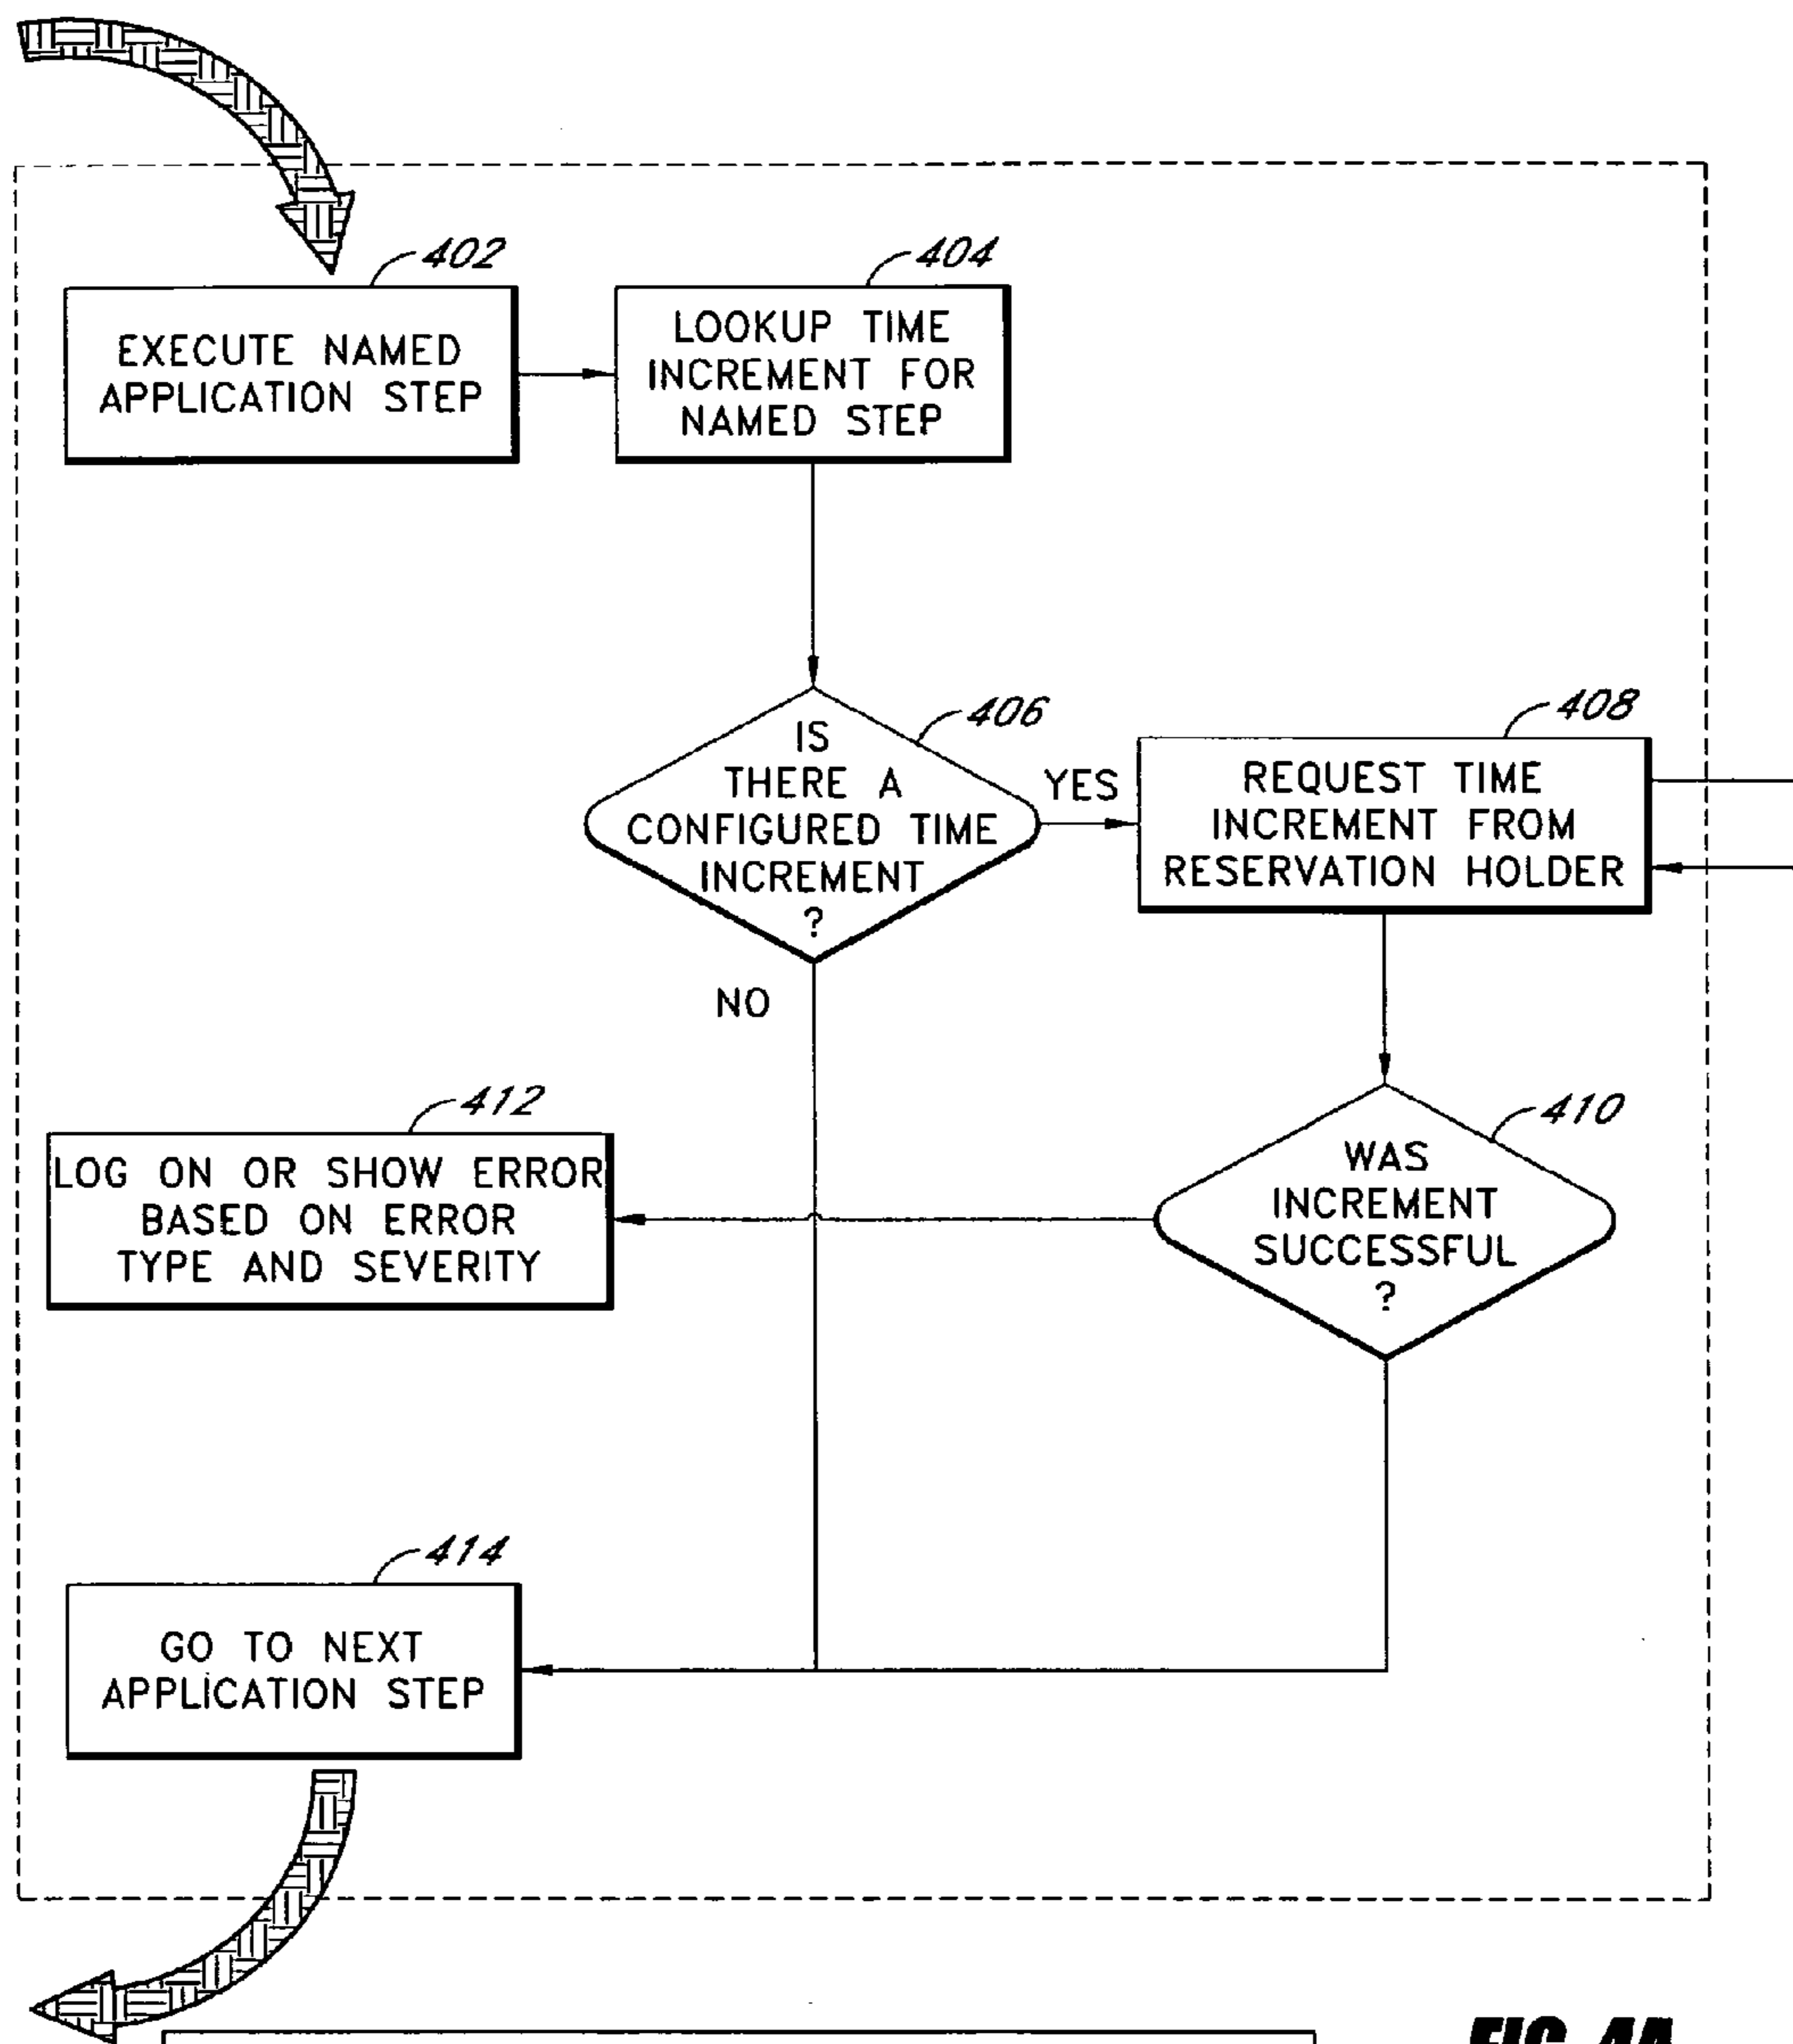 402
EXECUTE NAMED
APPLICATION STEP
404
LOOKUP TIME
INCREMENT FOR
NAMED STEP
406
IS
THERE A
CONFIGURED TIME
INCREMENT
?
YES
NO
408
REQUEST TIME
INCREMENT FROM
RESERVATION HOLDER
410
WAS
INCREMENT
SUCCESSFUL
?
412
LOG ON OR SHOW ERROR
BASED ON ERROR
TYPE AND SEVERITY
414
GO TO NEXT
APPLICATION STEP
FIG. 4A